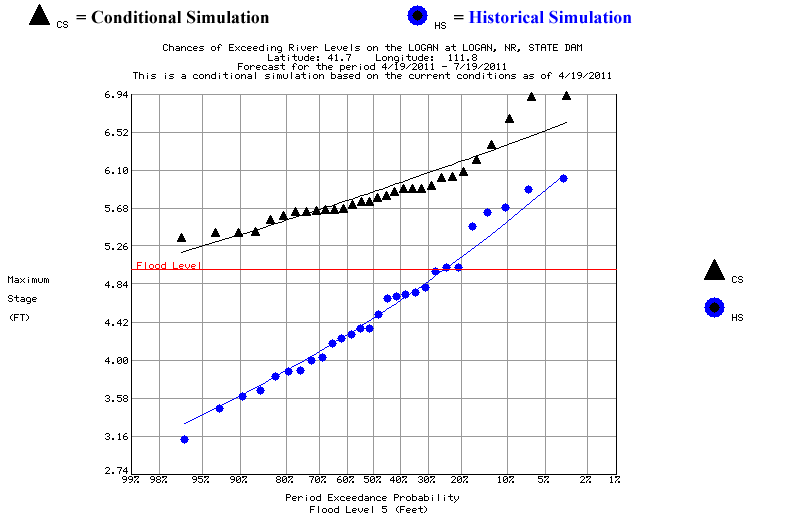 CS = Conditional Simulation
HS = Historical Simulation
Chances of Exceeding River Levels on the LOGAN at LOGAN, NR, STATE DAM
Latitude: 41.7 Longitude: 111.8
Forecast for the period 4/19/2011 - 7/19/2011
This is a conditional simulation based on the current conditions as of 4/19/2011
6.94
6.52
6.10
5.68
5.26
Flood Level
4.84
4.42
4.00
3.58
3.16
2.74
Maximum
Stage
(FT)
CS
HS
99% 98% 95% 90% 80% 70% 60% 50% 40% 30% 20% 10% 5% 2% 1%
Period Exceedance Probability
Flood Level 5 (Feet)